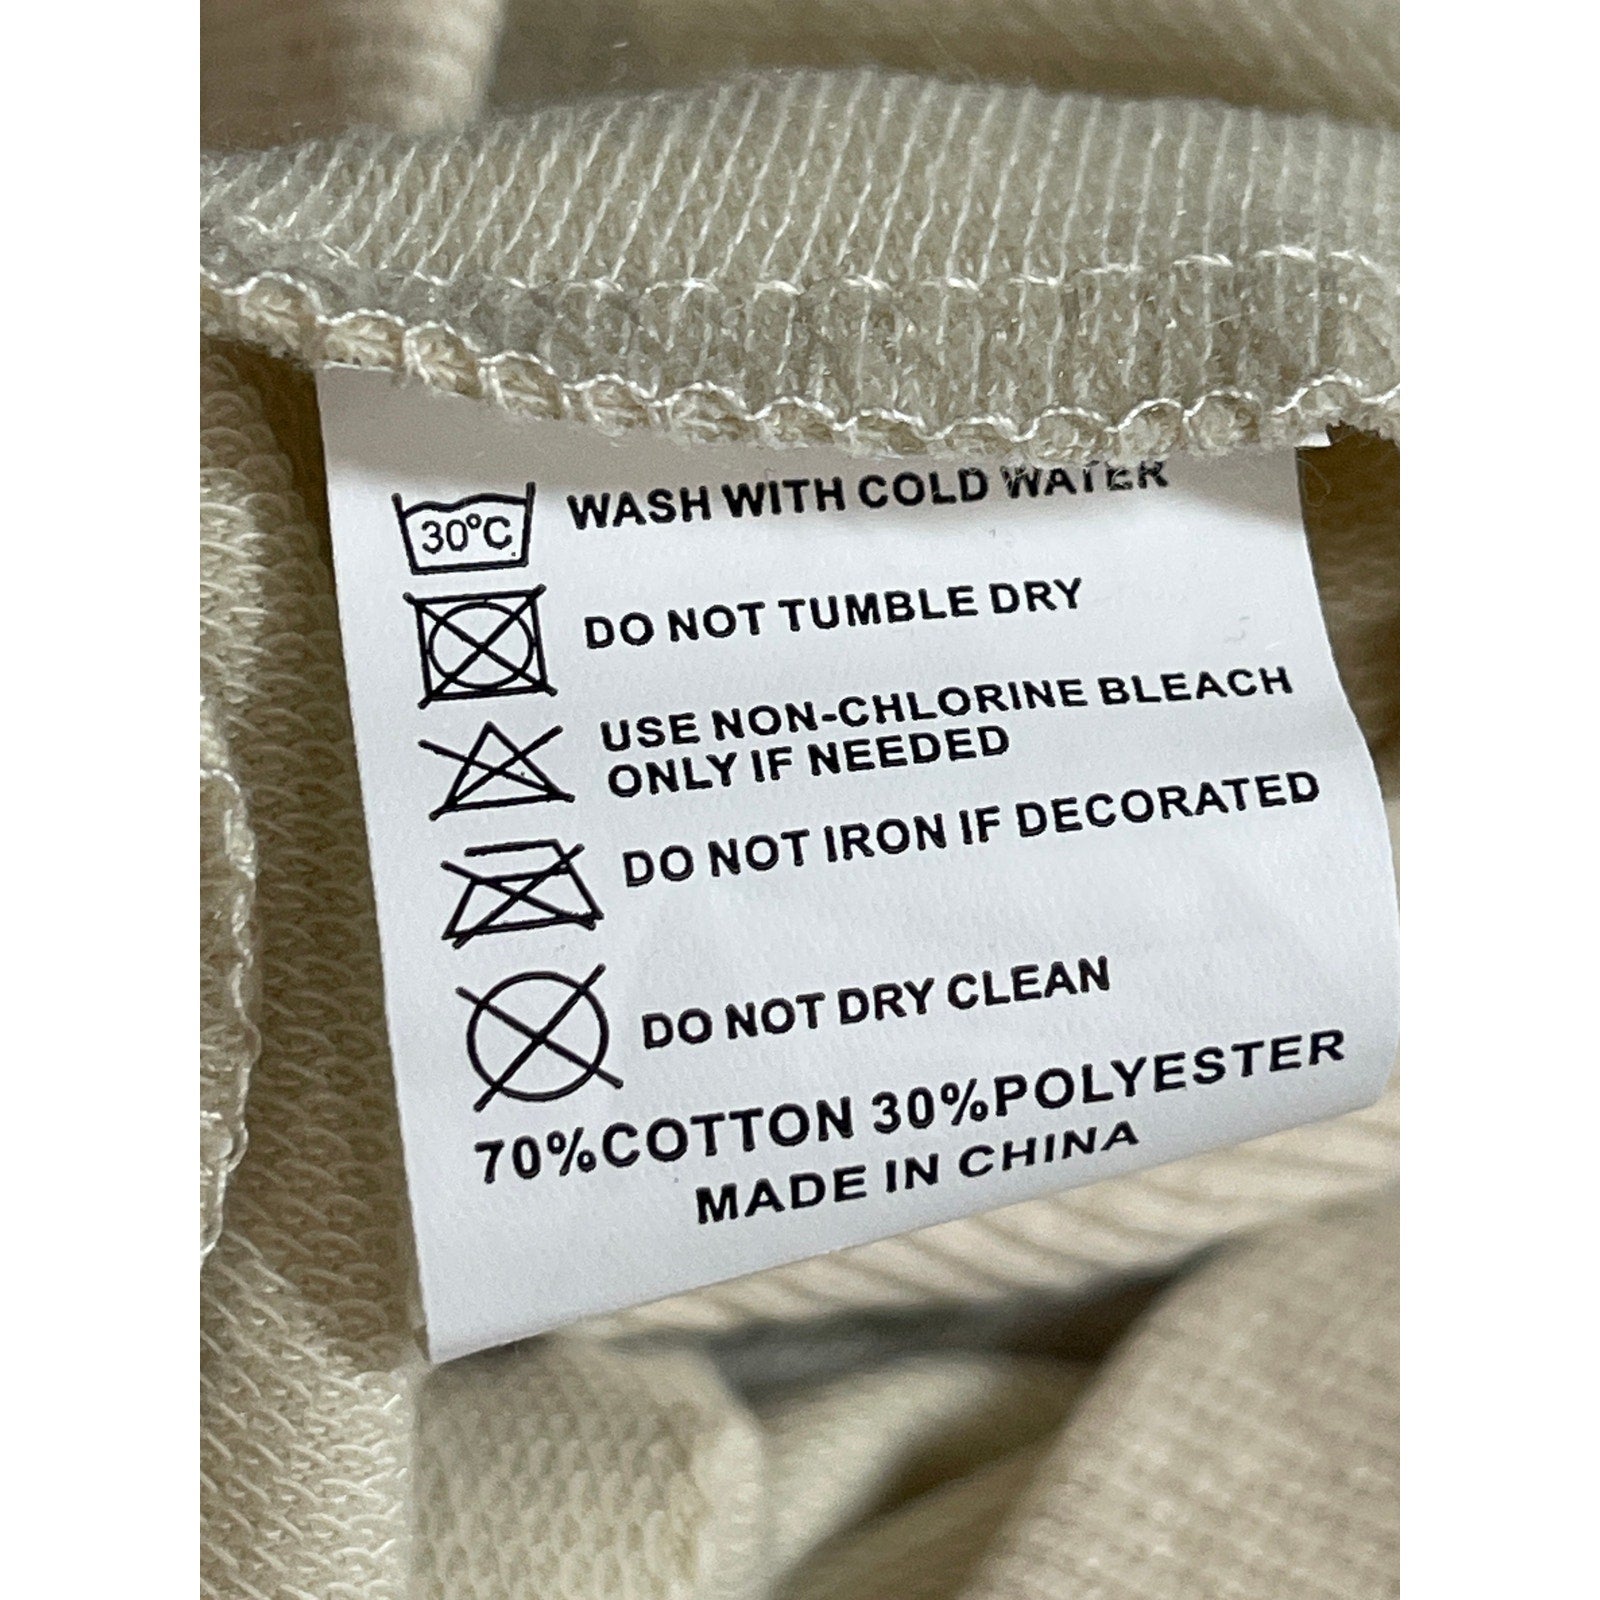 30°C WASH WITH COLD WATER
DO NOT TUMBLE DRY
USE NON-CHLORINE BLEACH
ONLY IF NEEDED
DO NOT IRON IF DECORATED
DO NOT DRY CLEAN
70%COTTON 30%POLYESTER
MADE IN CHINA